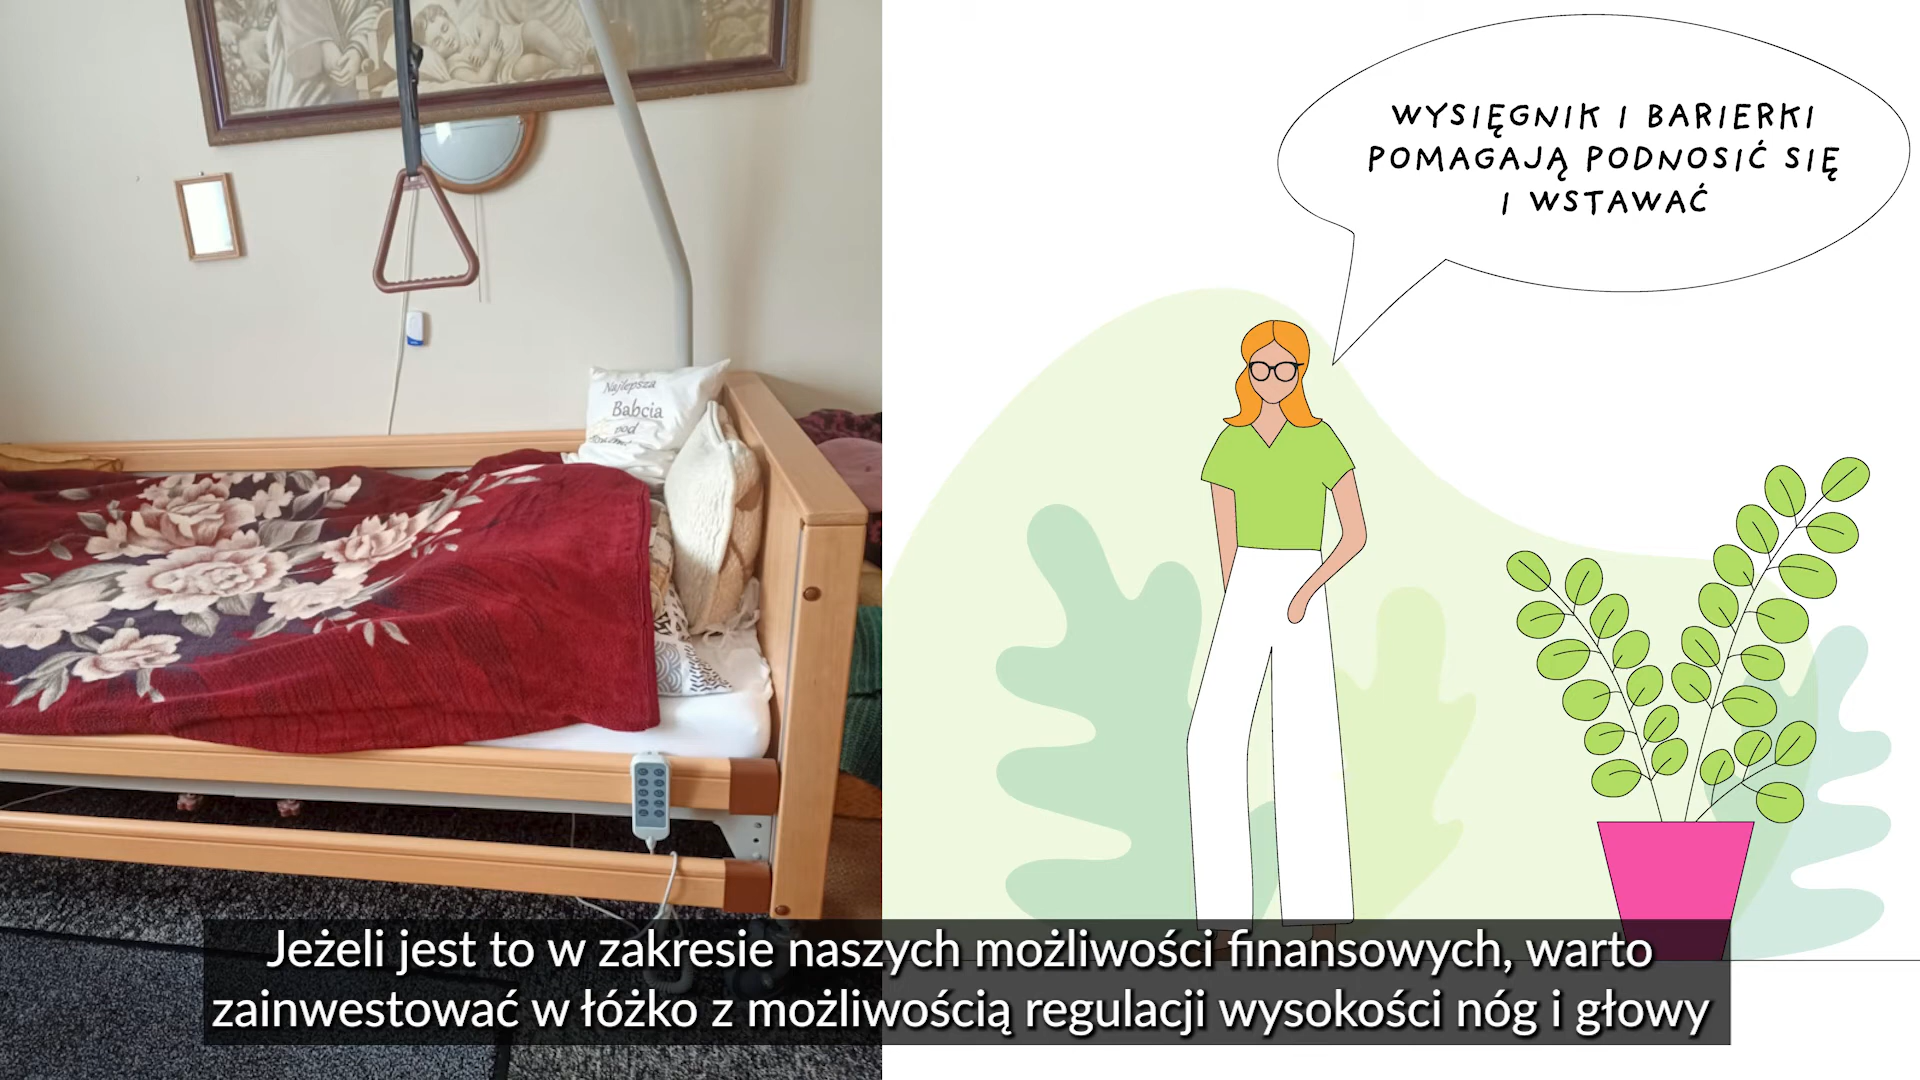 WYSIĘGNIK I BARIERKI
POMAGAJĄ PODNOSIĆ SIĘ
I WSTAWAĆ
Najlepsza
Babcia
pod
Jeżeli jest to w zakresie naszych możliwości finansowych, warto
zainwestować w łóżko z możliwością regulacji wysokości nóg i głowy